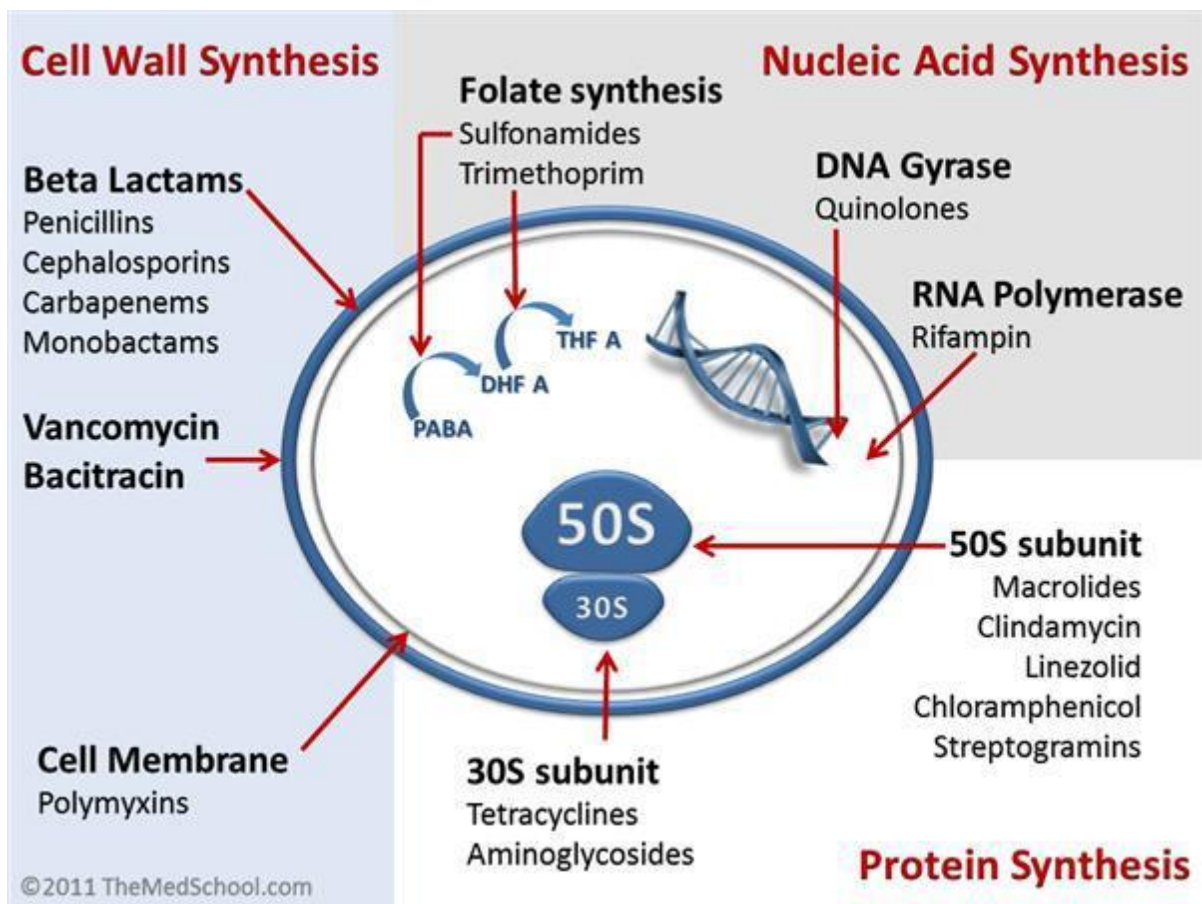 Cell Wall Synthesis
Nucleic Acid Synthesis
Folate synthesis
Sulfonamides
Trimethoprim
Beta Lactams
Penicillins
Cephalosporins
Carbapenems
Monobactams
DNA Gyrase
Quinolones
RNA Polymerase
Rifampin
THF A
DHF A
PABA
Vancomycin
Bacitracin
50S
30S
50S subunit
Macrolides
Clindamycin
Linezolid
Chloramphenicol
Streptogramins
Cell Membrane
Polymyxins
30S subunit
Tetracyclines
Aminoglycosides
Protein Synthesis
©2011 TheMedSchool.com